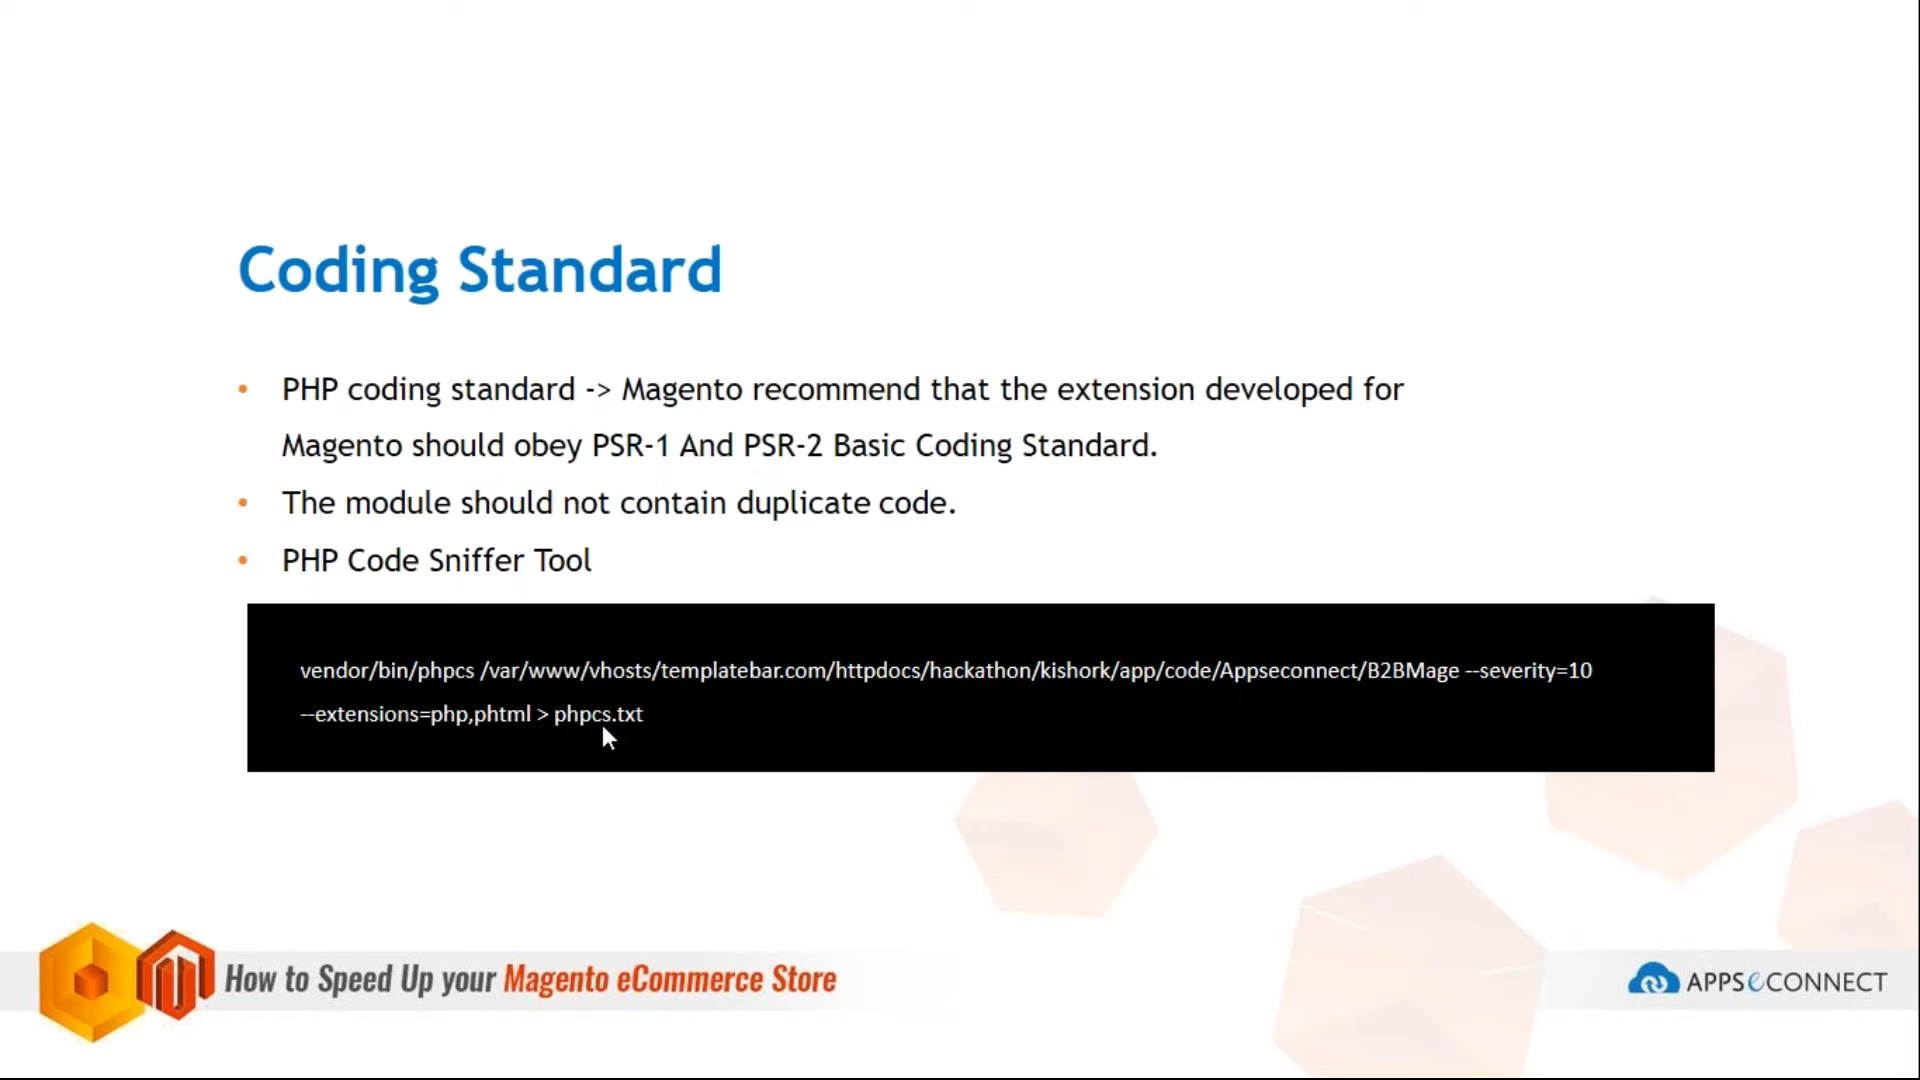 Coding Standard
• PHP coding standard -> Magento recommend that the extension developed for
Magento should obey PSR-1 And PSR-2 Basic Coding Standard.
• The module should not contain duplicate code.
• PHP Code Sniffer Tool
vendor/bin/phpcs /var/www/vhosts/templatebar.com/httpdocs/hackathon/kishork/app/code/Appseconnect/B2BMage --severity=10
--extensions=php,phtml > phpcs.txt
How to Speed Up your Magento eCommerce Store
APPSeCONNECT